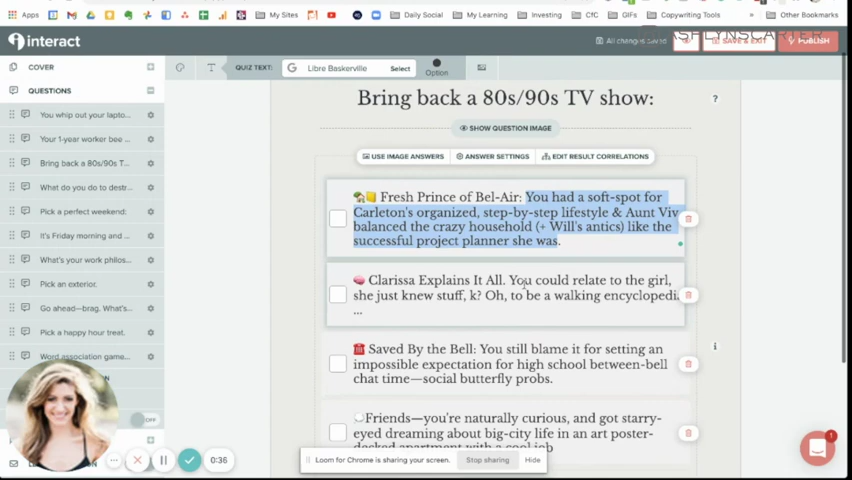 My Sites
Daily Social
My Learning
Investing
CfC
GIFs
Copywriting Tools
»
Other Bookmarks
interact
All changes saved
SAVE & EXIT
PUBLISH
ASHLYNSCARTER
COVER
QUIZ TEXT:
Libre Baskerville
Select
Option
QUESTIONS
You whip out your lapto...
Your 1-year worker bee
Bring back a 80s/90s T...
What do you do to destr...
Pick a perfect weekend:
It's Friday morning and
What's your work philos...
Pick an exterior.
Go ahead—brag. What's...
Pick a happy hour treat.
Word association game...
OFF
Bring back a 80s/90s TV show:
?
SHOW QUESTION IMAGE
USE IMAGE ANSWERS
ANSWER SETTINGS
EDIT RESULT CORRELATIONS
Fresh Prince of Bel-Air: You had a soft-spot for
Carleton's organized, step-by-step lifestyle & Aunt Viv
balanced the crazy household (+ Will's antics) like the
successful project planner she was.
Clarissa Explains It All. You could relate to the girl,
she just knew stuff, k? Oh, to be a walking encyclopedi
...
Saved By the Bell: You still blame it for setting an
impossible expectation for high school between-bell
chat time—social butterfly probs.
Friends—you're naturally curious, and got starry-
eyed dreaming about big-city life in an art poster-
decked apartment with a cool job
0:36
Loom for Chrome is sharing your screen.
Stop sharing
Hide
1